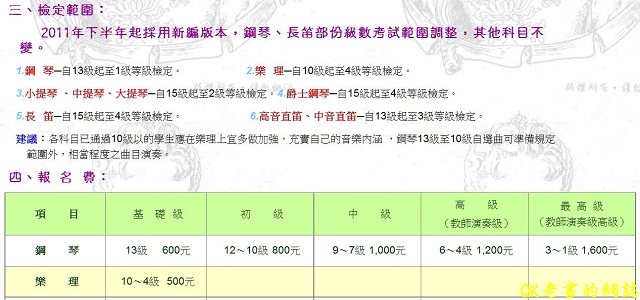 三、檢定範圍：
2011年下半年起採用新編版本，鋼琴、長笛部份級數考試範圍調整，其他科目不
變。
1.鋼　琴─自13級起至1級等級檢定。　2.樂　理─自10級起至4級等級檢定。
3.小提琴、中提琴、大提琴─自15級起至2級等級檢定。4.爵士鋼琴─自15級起至4級等級檢定。
5.長　笛─自15級起至4級等級檢定。　6.高音直笛、中音直笛─自13級起至3級等級檢定。
建議：各科目已通過10級以的學生應在樂理上宜多做加強，充實自己的音樂內涵，鋼琴13級至10級自選曲可準備規定
範圍外，相當程度之曲目演奏。
四、報名費：
項　目　基礎級　初　級　中　級　高　級　最高級
（教師演奏級）　（教師演奏級高級）
鋼　琴　13級　600元　12～10級 800元　9～7級 1,000元　6～4級 1,200元　3～1級 1,600元
樂　理　10～4級 500元